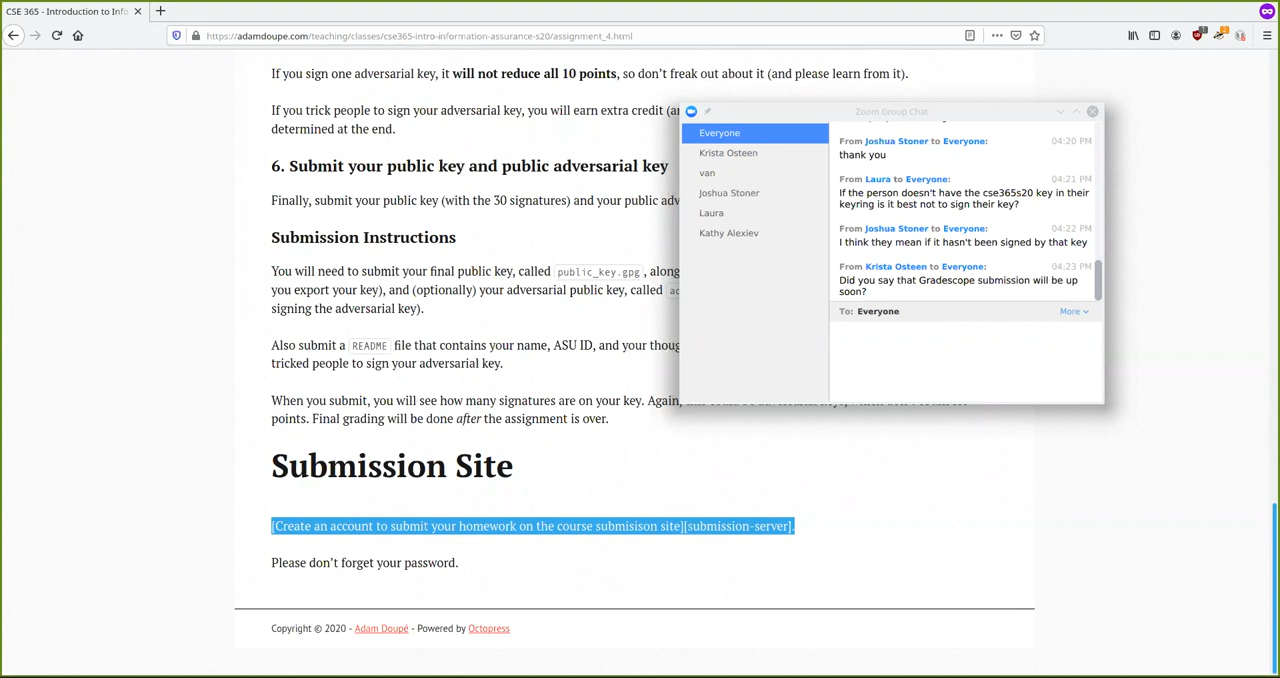 CSE 365 - Introduction to Info
https://adamdoupe.com/teaching/classes/cse365-intro-information-assurance-s20/assignment_4.html
If you sign one adversarial key, it will not reduce all 10 points, so don't freak out about it (and please learn from it).
If you trick people to sign your adversarial key, you will earn extra credit (a
determined at the end.
6. Submit your public key and public adversarial key
Finally, submit your public key (with the 30 signatures) and your public adv
Submission Instructions
You will need to submit your final public key, called public_key.gpg, along
you export your key), and (optionally) your adversarial public key, called ad
signing the adversarial key).
Also submit a README file that contains your name, ASU ID, and your thoug
tricked people to sign your adversarial key.
When you submit, you will see how many signatures are on your key. Again,
points. Final grading will be done after the assignment is over.
Submission Site
[Create an account to submit your homework on the course submisison site][submission-server].
Please don't forget your password.
Copyright © 2020 - Adam Doupé - Powered by Octopress
Zoom Group Chat
Everyone
Krista Osteen
van
Joshua Stoner
Laura
Kathy Alexiev
From Joshua Stoner to Everyone: 04:20 PM
thank you
From Laura to Everyone: 04:21 PM
If the person doesn't have the cse365s20 key in their
keyring is it best not to sign their key?
From Joshua Stoner to Everyone: 04:22 PM
I think they mean if it hasn't been signed by that key
From Krista Osteen to Everyone: 04:23 PM
Did you say that Gradescope submission will be up
soon?
To: Everyone
More